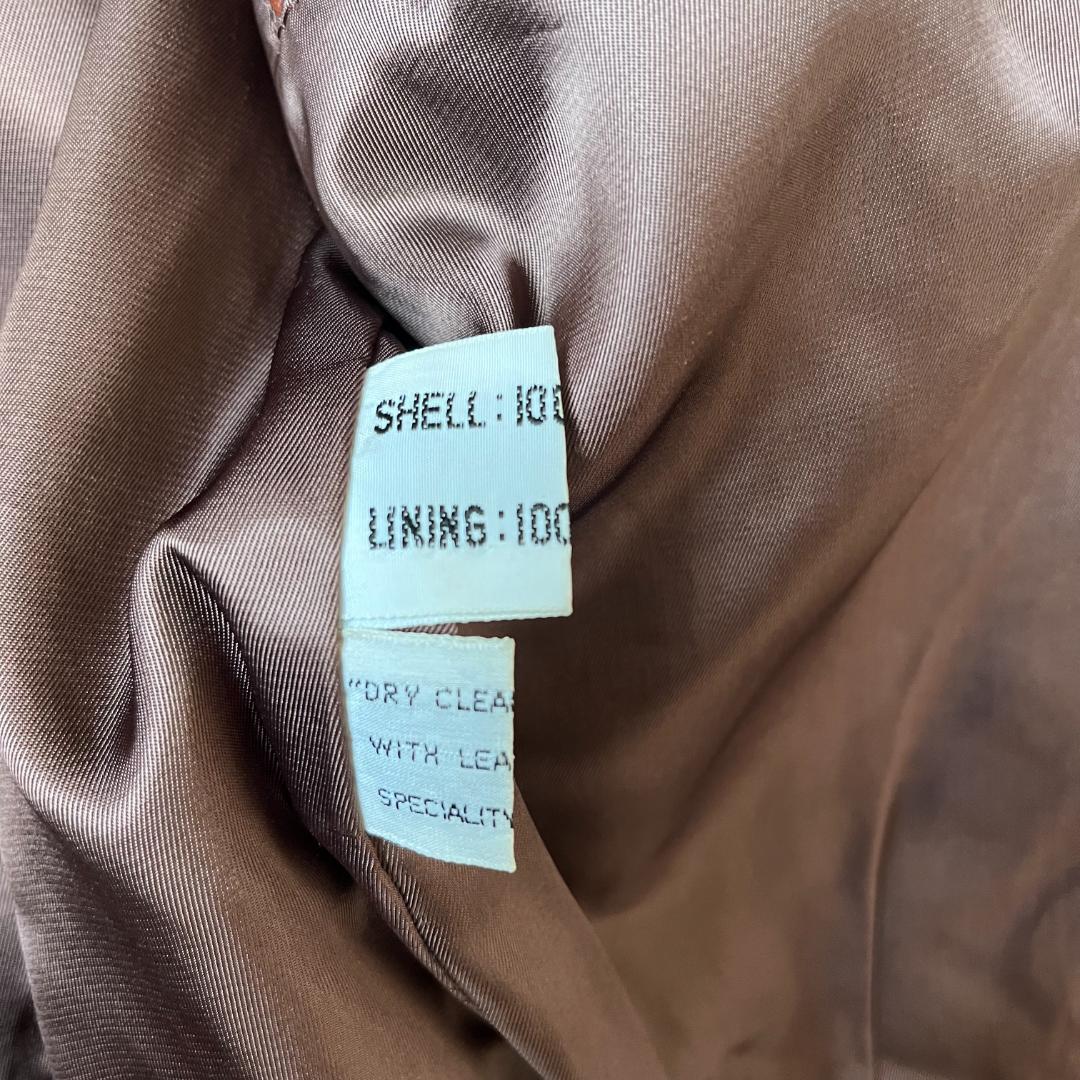 SHELL:100
LINING:100
"DRY CLEA
WITH LEA
SPECIALITY